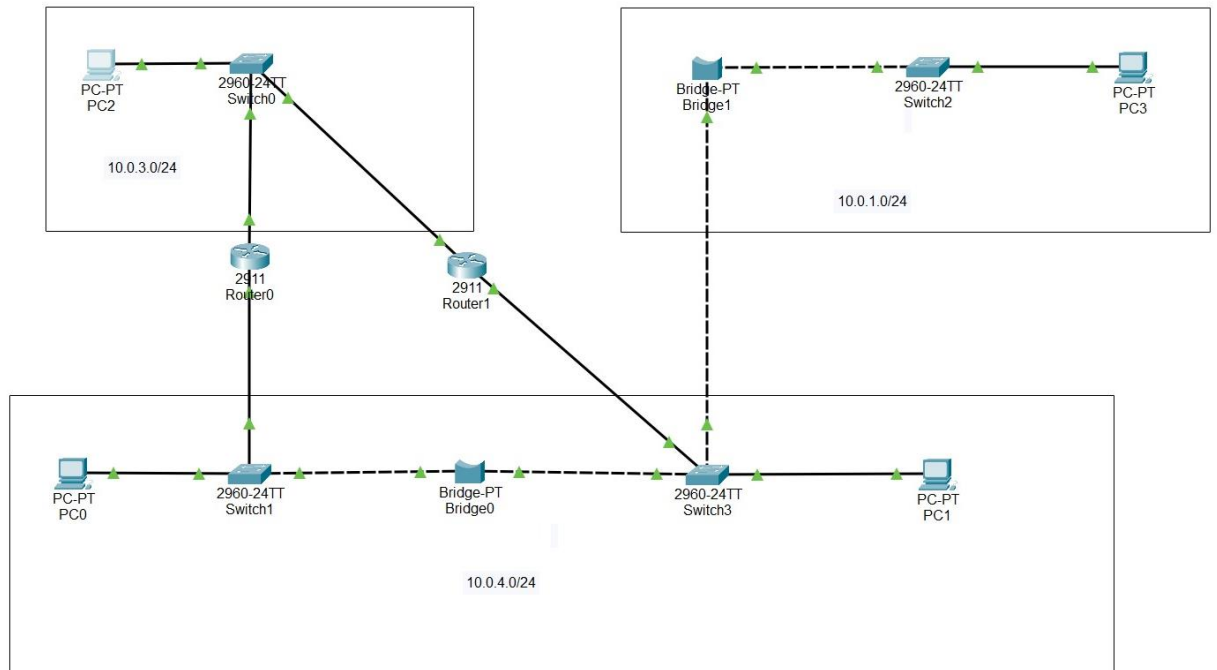 PC-PT
PC2
2960-24TT
Switch0
10.0.3.0/24
Bridge-PT
Bridge1
2960-24TT
Switch2
PC-PT
PC3
10.0.1.0/24
2911
Router0
2911
Router1
PC-PT
PC0
2960-24TT
Switch1
Bridge-PT
Bridge0
2960-24TT
Switch3
PC-PT
PC1
10.0.4.0/24